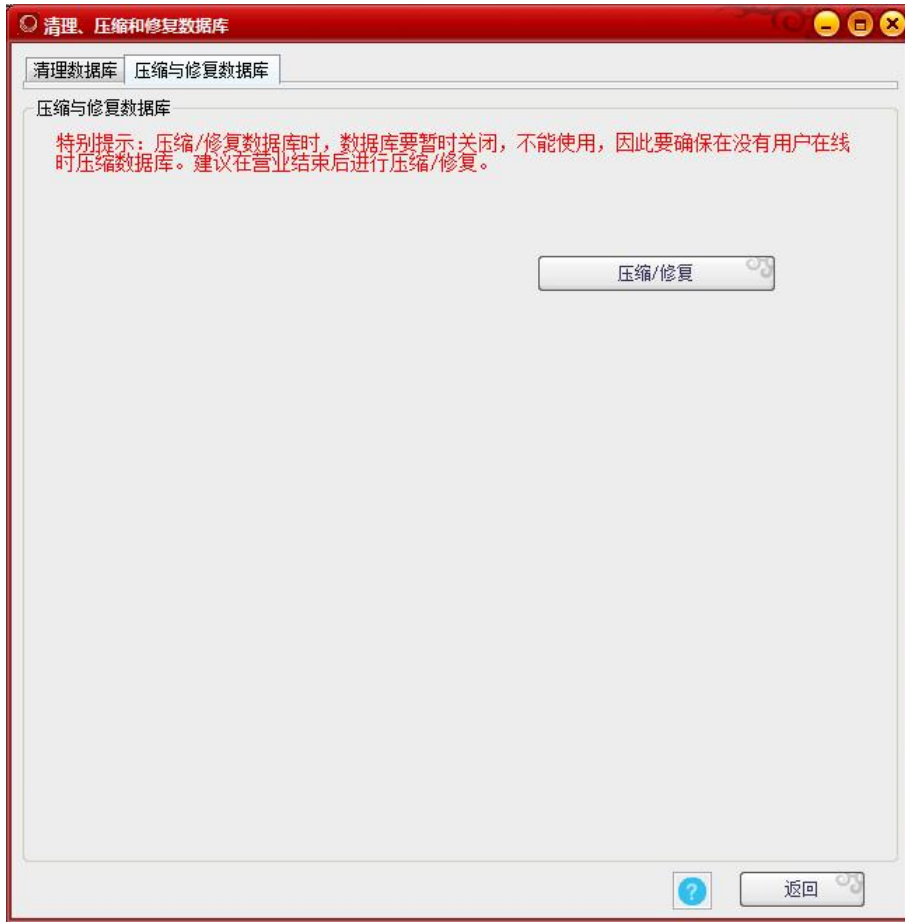 清理、压缩和修复数据库
清理数据库 压缩与修复数据库
压缩与修复数据库
特别提示：压缩/修复数据库时，数据库要暂时关闭，不能使用，因此要确保在没有用户在线
时压缩数据库。建议在营业结束后进行压缩/修复。
压缩/修复
? 返回